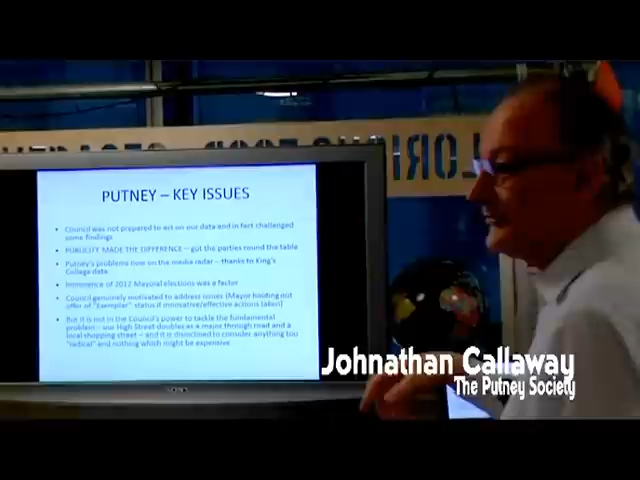 PUTNEY – KEY ISSUES
• Council was not prepared to act on our data and in fact challenged
some findings
• PUBLICITY MADE THE DIFFERENCE – got the parties round the table
• Putney's problems now on the media radar – thanks to King's
College data
• Imminence of 2012 Mayoral elections was a factor
• Council genuinely motivated to address issues (Mayor holding out
offer of "Exemplar" status if innovative/effective actions taken)
• But it is not in the Council's power to tackle the fundamental
problem – our High Street doubles as a major through road and a
local shopping street – and it is disinclined to consider anything too
"radical" and nothing which might be expensive
SONY
Johnathan Callaway
The Putney Society